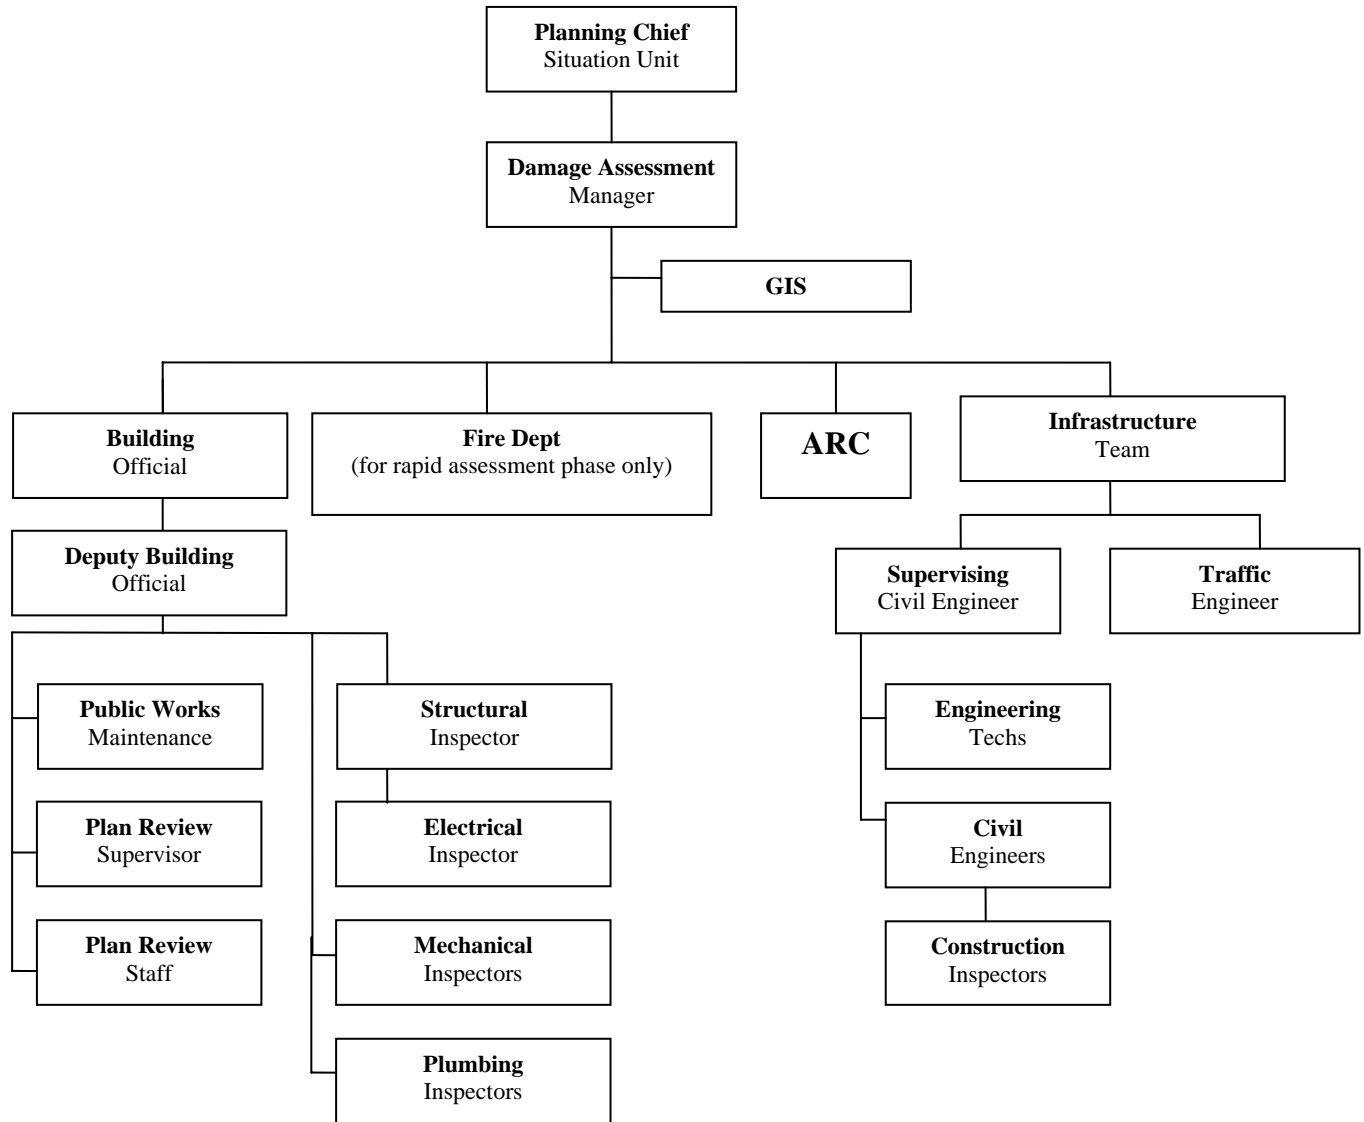 Planning Chief
Situation Unit
Damage Assessment
Manager
GIS
Building
Official
Fire Dept
(for rapid assessment phase only)
ARC
Infrastructure
Team
Deputy Building
Official
Supervising
Civil Engineer
Traffic
Engineer
Public Works
Maintenance
Structural
Inspector
Engineering
Techs
Plan Review
Supervisor
Electrical
Inspector
Civil
Engineers
Plan Review
Staff
Mechanical
Inspectors
Construction
Inspectors
Plumbing
Inspectors